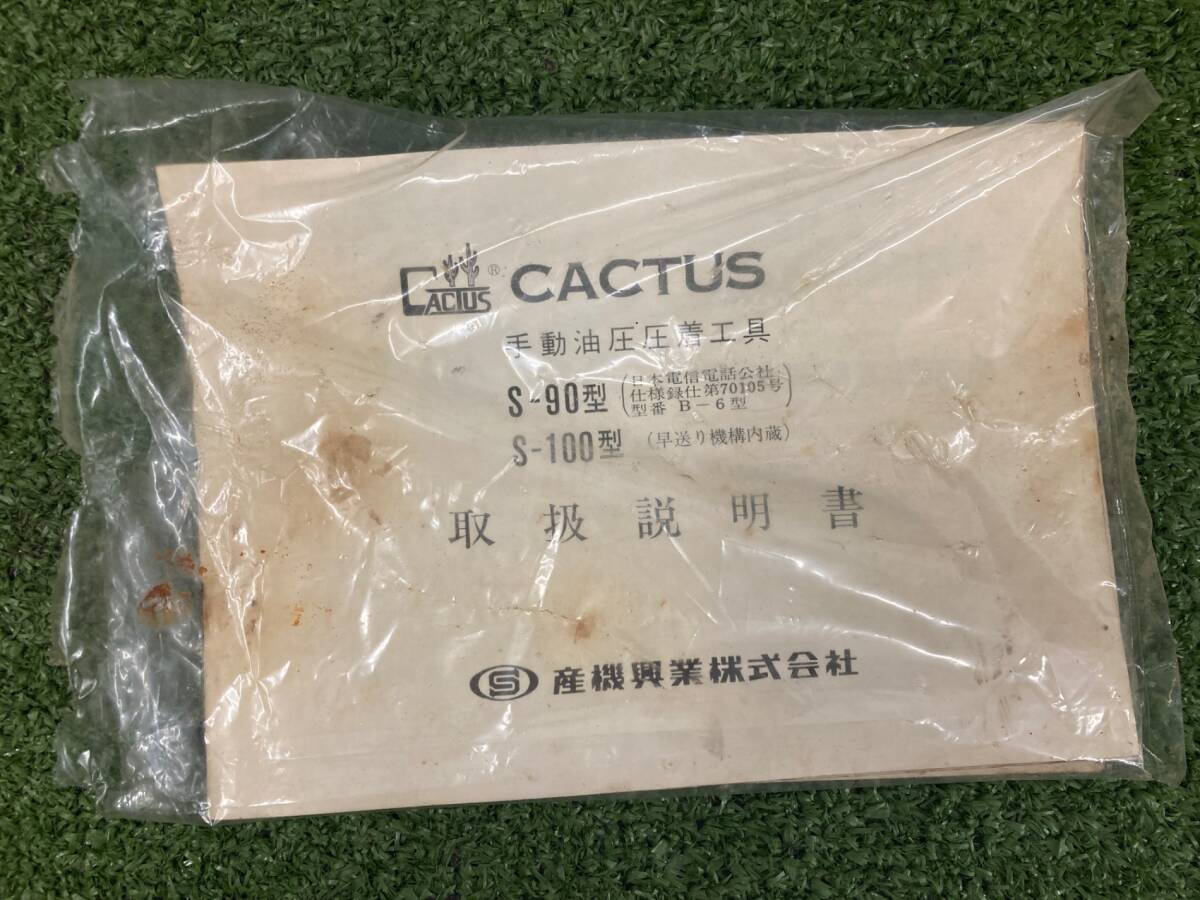 CACTUS ® CACTUS
手動油圧圧着工具
S-90型 (日本電信電話公社
仕様録仕第70105号
型番 B-6型)
S-100型 (早送り機構内蔵)
取扱説明書
S 産機興業株式会社